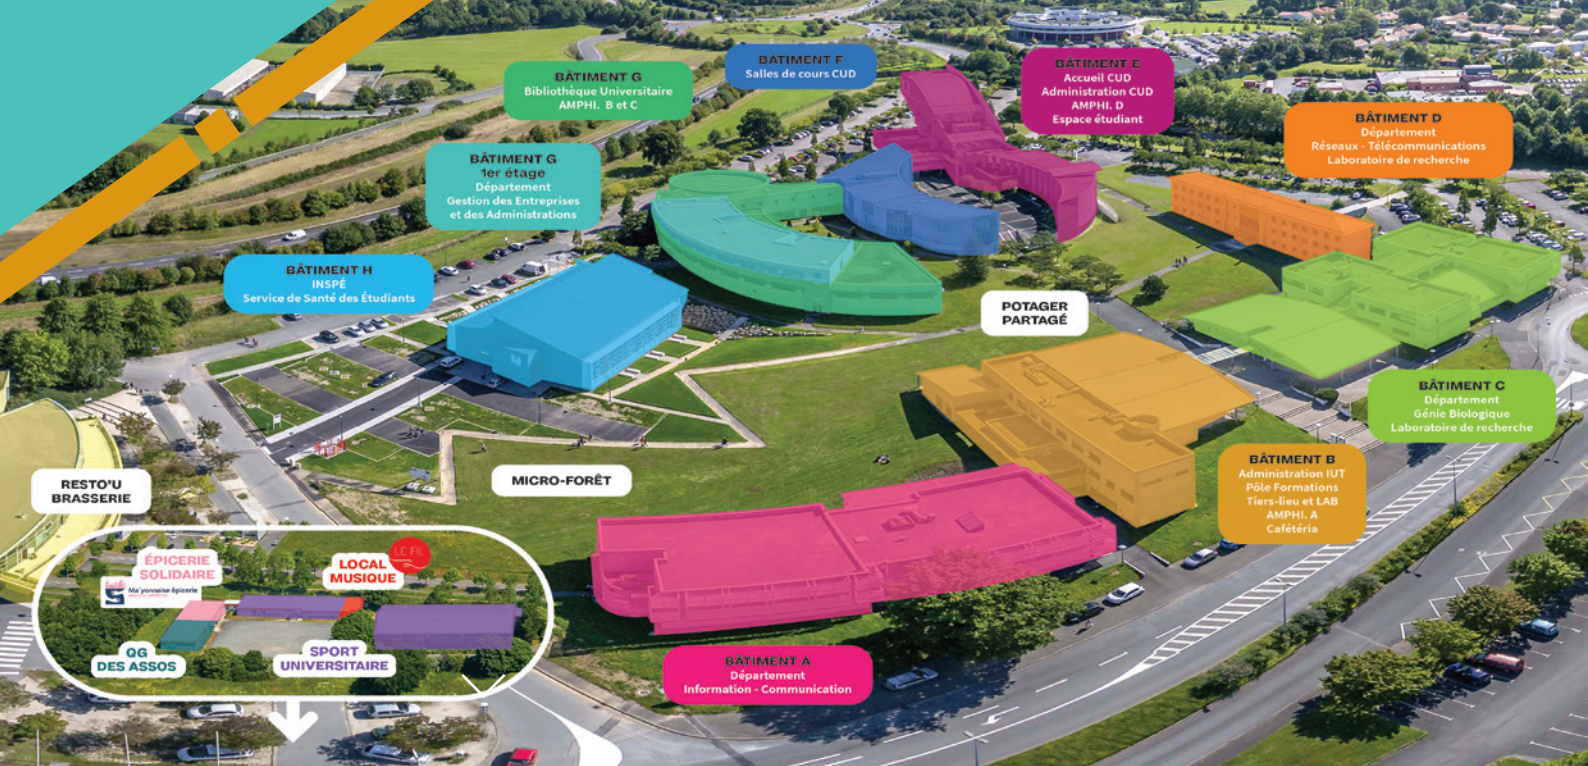 BÂTIMENT G
Bibliothèque Universitaire
AMPHI. B et C
BÂTIMENT F
Salles de cours CUD
BÂTIMENT E
Accueil CUD
Administration CUD
AMPHI. D
Espace étudiant
BÂTIMENT D
Département
Réseaux - Télécommunications
Laboratoire de recherche
BÂTIMENT G
1er étage
Département
Gestion des Entreprises
et des Administrations
BÂTIMENT H
INSPÉ
Service de Santé des Étudiants
POTAGER
PARTAGÉ
BÂTIMENT C
Département
Génie Biologique
Laboratoire de recherche
BÂTIMENT B
Administration IUT
Pôle Formations
Tiers-lieu et LAB
AMPHI. A
Cafétéria
RESTO'U
BRASSERIE
MICRO-FORÊT
ÉPICERIE
SOLIDAIRE
Ma'yonnaise épicerie
LOCAL
MUSIQUE
LE FIL
QG
DES ASSOS
SPORT
UNIVERSITAIRE
BÂTIMENT A
Département
Information - Communication